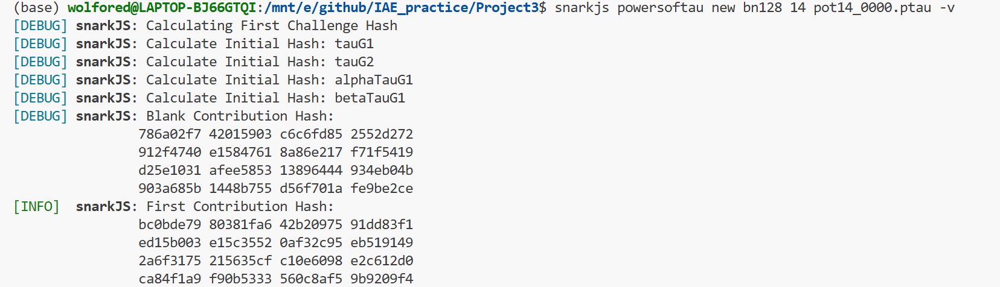 (base) wolfored@LAPTOP-BJ66GTQI:/mnt/e/github/IAE_practice/Project3$ snarkjs powersoftau new bn128 14 pot14_0000.ptau -v
[DEBUG] snarkJS: Calculating First Challenge Hash
[DEBUG] snarkJS: Calculate Initial Hash: tauG1
[DEBUG] snarkJS: Calculate Initial Hash: tauG2
[DEBUG] snarkJS: Calculate Initial Hash: alphaTauG1
[DEBUG] snarkJS: Calculate Initial Hash: betaTauG1
[DEBUG] snarkJS: Blank Contribution Hash:
786a02f7 42015903 c6c6fd85 2552d272
912f4740 e1584761 8a86e217 f71f5419
d25e1031 afee5853 13896444 934eb04b
903a685b 1448b755 d56f701a fe9be2ce
[INFO]  snarkJS: First Contribution Hash:
bc0bde79 80381fa6 42b20975 91dd83f1
ed15b003 e15c3552 0af32c95 eb519149
2a6f3175 215635cf c10e6098 e2c612d0
ca84f1a9 f90b5333 560c8af5 9b9209f4